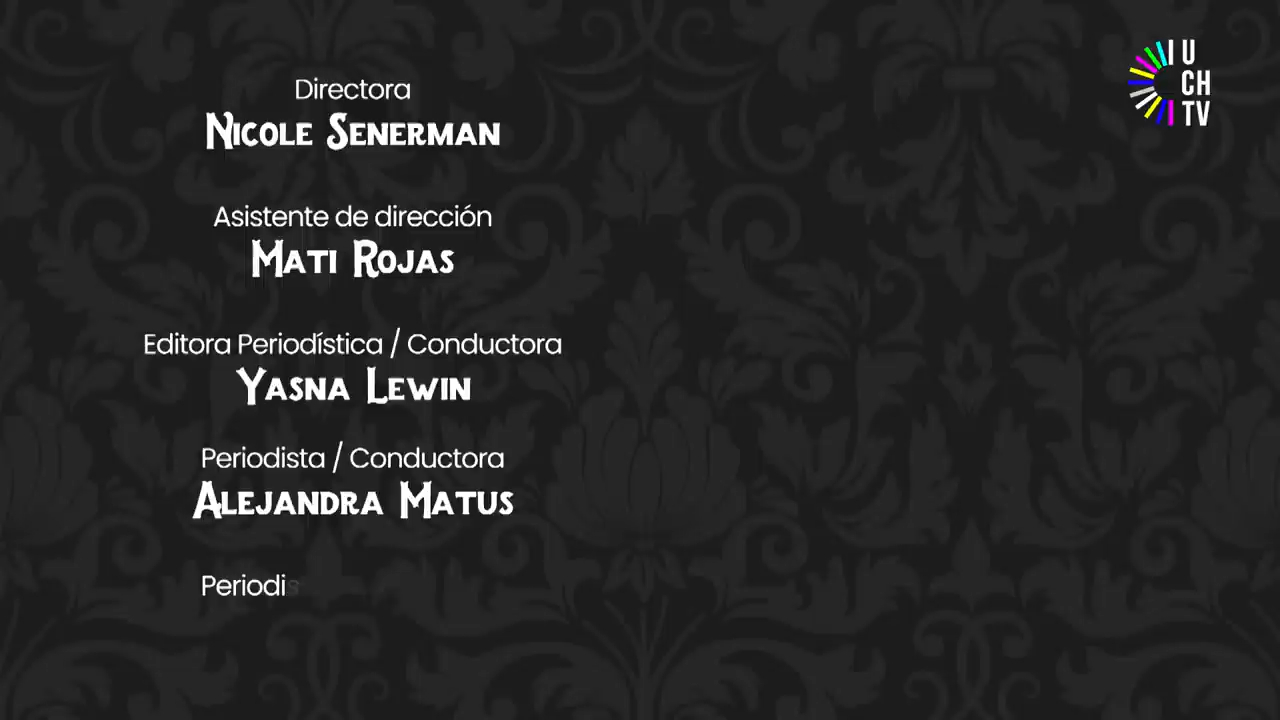 Directora
Nicole Senerman
Asistente de dirección
Mati Rojas
Editora Periodística / Conductora
Yasna Lewin
Periodista / Conductora
Alejandra Matus
Periodis
U
CH
TV